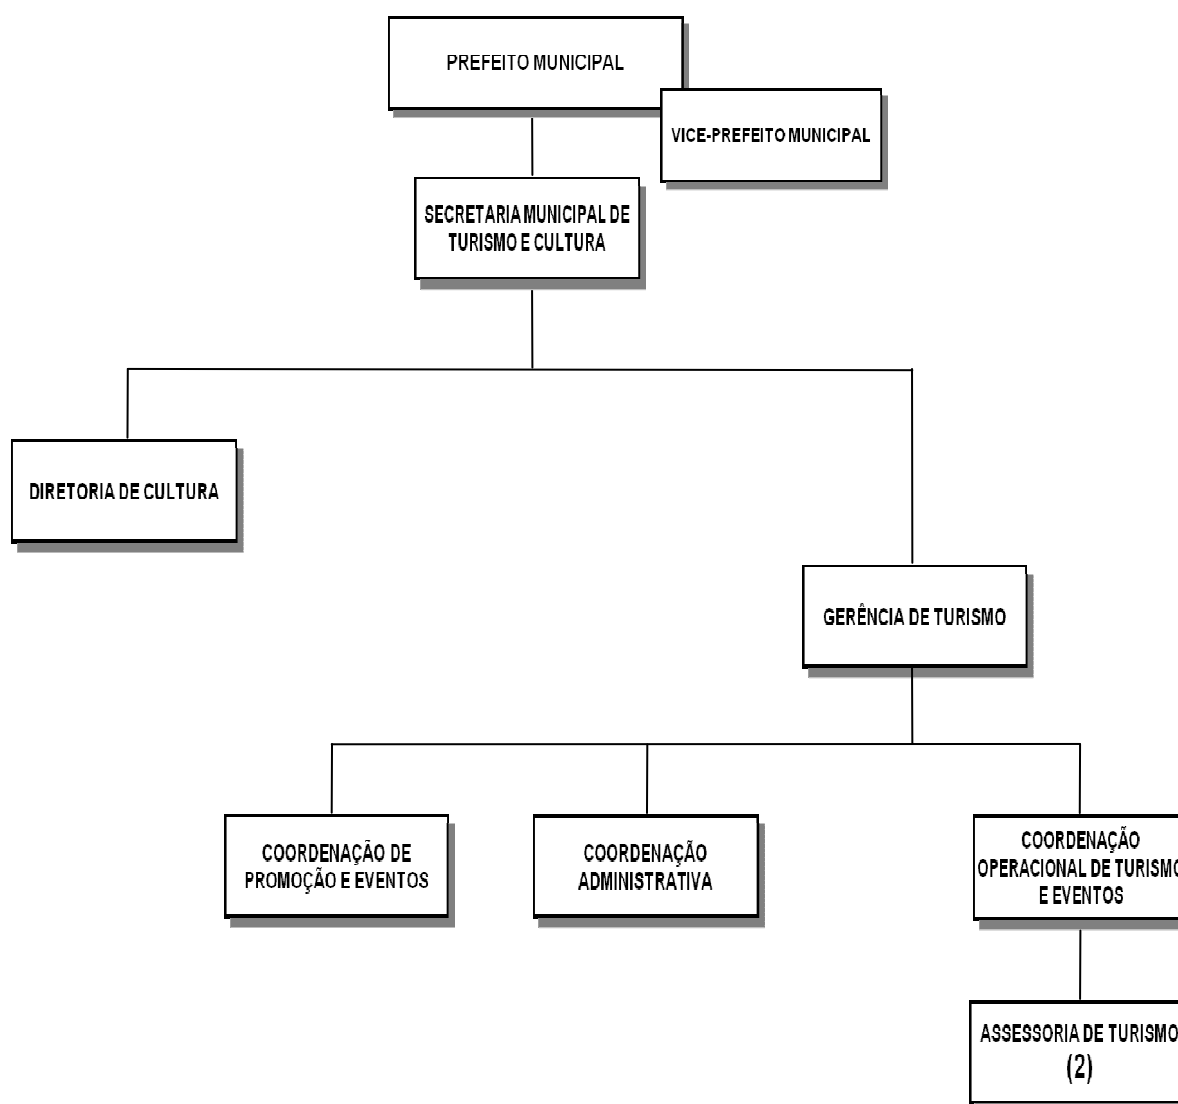 PREFEITO MUNICIPAL
VICE-PREFEITO MUNICIPAL
SECRETARIA MUNICIPAL DE
TURISMO E CULTURA
DIRETORIA DE CULTURA
GERÊNCIA DE TURISMO
COORDENAÇÃO DE
PROMOÇÃO E EVENTOS
COORDENAÇÃO
ADMINISTRATIVA
COORDENAÇÃO
OPERACIONAL DE TURISMO
E EVENTOS
ASSESSORIA DE TURISMO
(2)